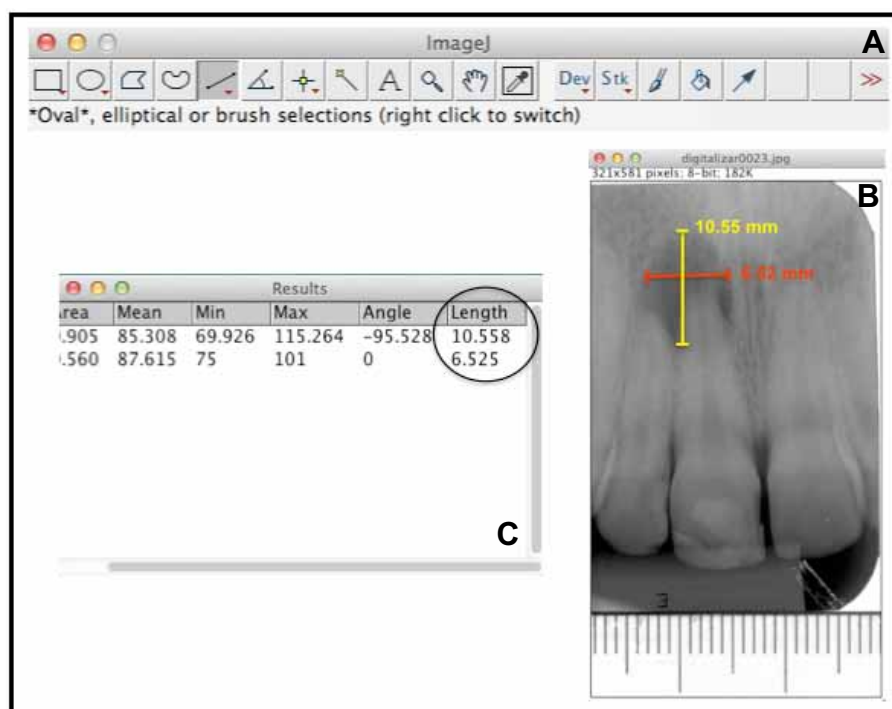 ImageJ
A
Dev Stk
*Oval*, elliptical or brush selections (right click to switch)
digitalizar0023.jpg
321x581 pixels; 8-bit; 182K
B
10.55 mm
mm
Results
rea Mean Min Max Angle Length
.905 85.308 69.926 115.264 -95.528 10.558
.560 87.615 75 101 0 6.525
C